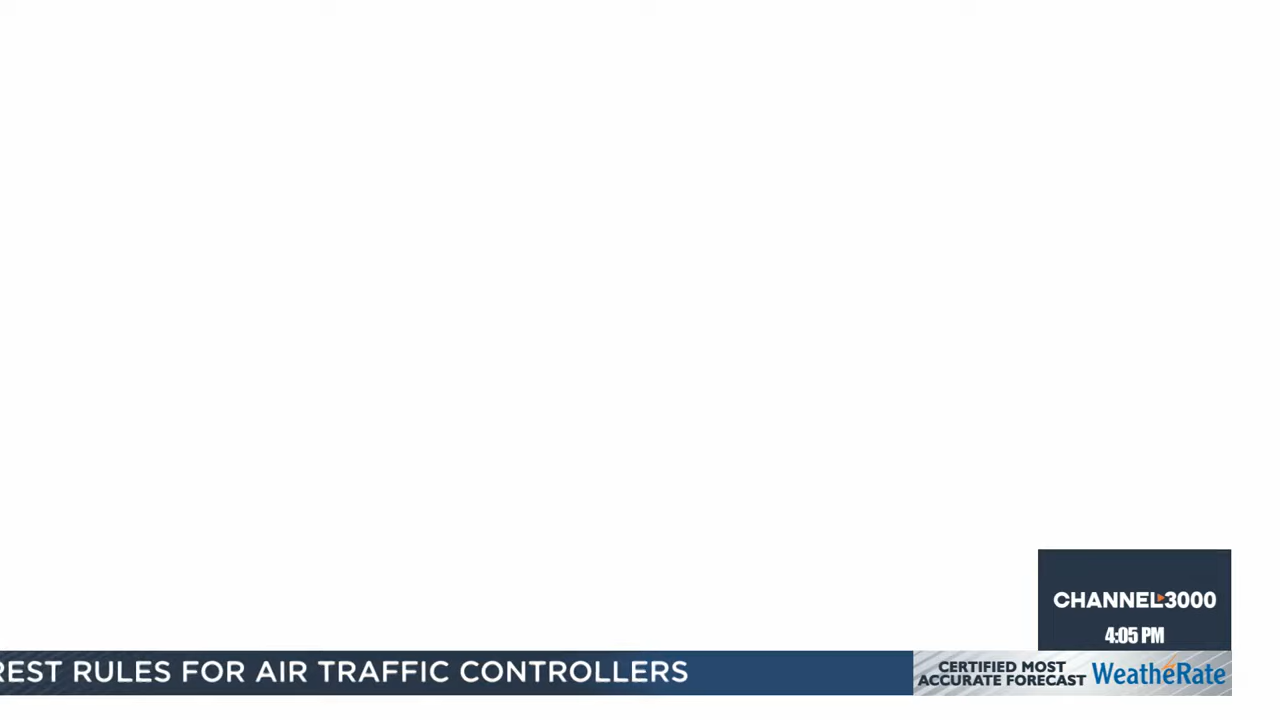 CHANNEL3000
4:05 PM
REST RULES FOR AIR TRAFFIC CONTROLLERS
CERTIFIED MOST
ACCURATE FORECAST
WeatheRate